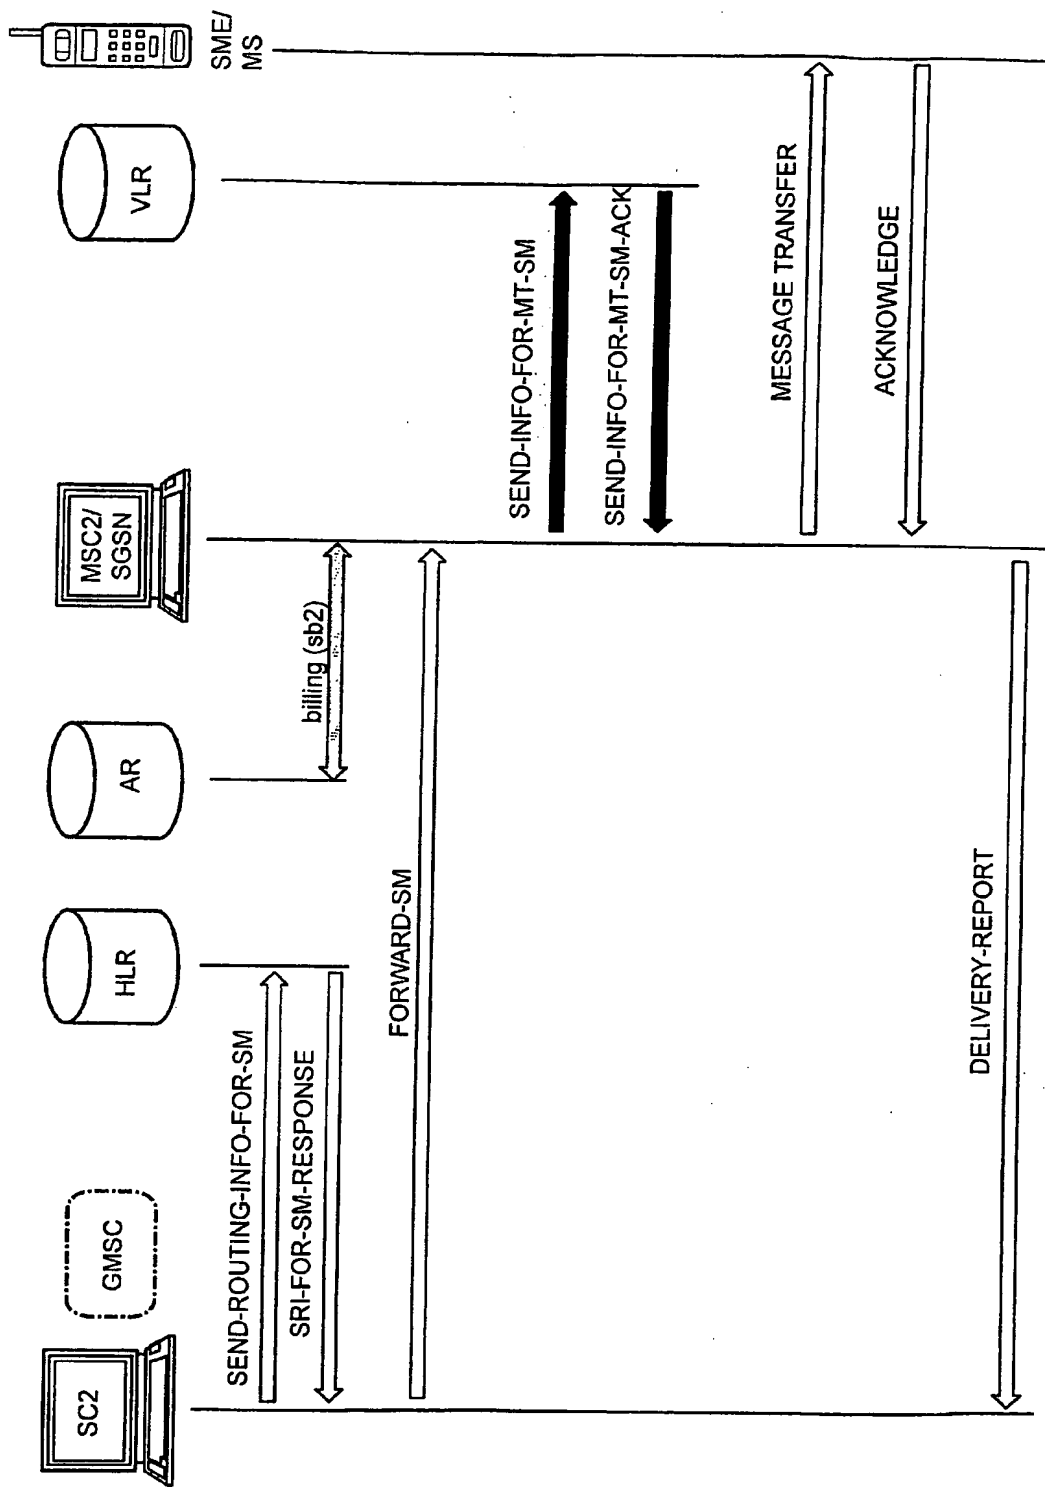 SC2
GMSC
HLR
AR
MSC2/
SGSN
VLR
SME/
MS
SEND-ROUTING-INFO-FOR-SM
SRI-FOR-SM-RESPONSE
billing (sb2)
FORWARD-SM
SEND-INFO-FOR-MT-SM
SEND-INFO-FOR-MT-SM-ACK
MESSAGE TRANSFER
ACKNOWLEDGE
DELIVERY-REPORT